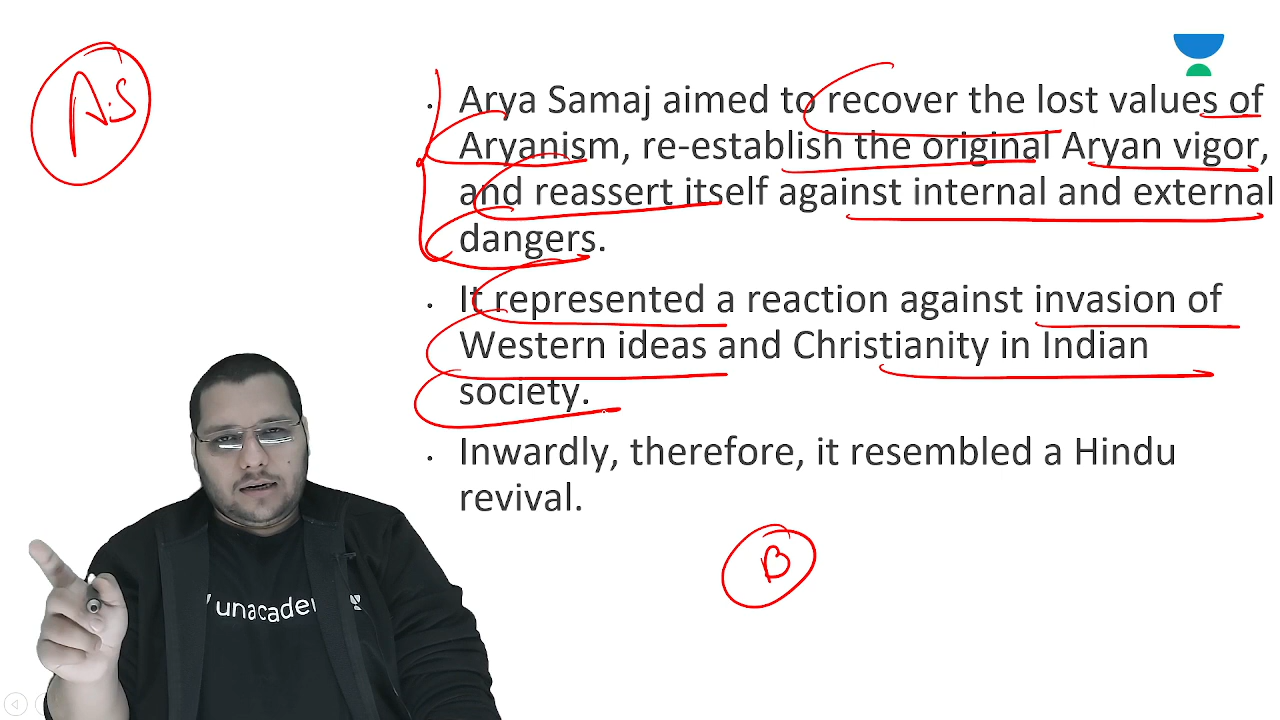 A.S
Arya Samaj aimed to recover the lost values of
Aryanism, re-establish the original Aryan vigor,
and reassert itself against internal and external
dangers.
It represented a reaction against invasion of
Western ideas and Christianity in Indian
society.
Inwardly, therefore, it resembled a Hindu
revival.
B